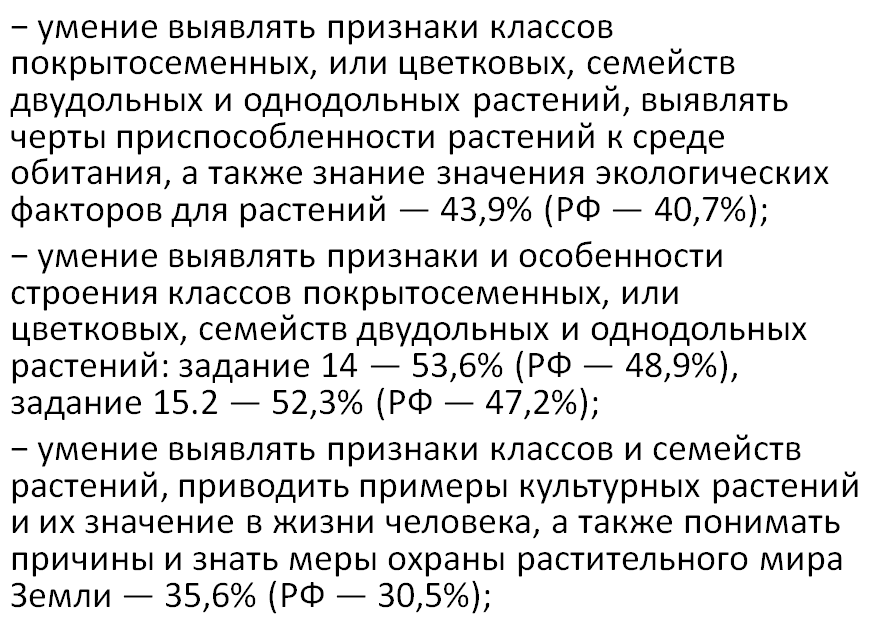 – умение выявлять признаки классов
покрытосеменных, или цветковых, семейств
двудольных и однодольных растений, выявлять
черты приспособленности растений к среде
обитания, а также знание значения экологических
факторов для растений — 43,9% (РФ — 40,7%);
– умение выявлять признаки и особенности
строения классов покрытосеменных, или
цветковых, семейств двудольных и однодольных
растений: задание 14 — 53,6% (РФ — 48,9%),
задание 15.2 — 52,3% (РФ — 47,2%);
– умение выявлять признаки классов и семейств
растений, приводить примеры культурных растений
и их значение в жизни человека, а также понимать
причины и знать меры охраны растительного мира
Земли — 35,6% (РФ — 30,5%);